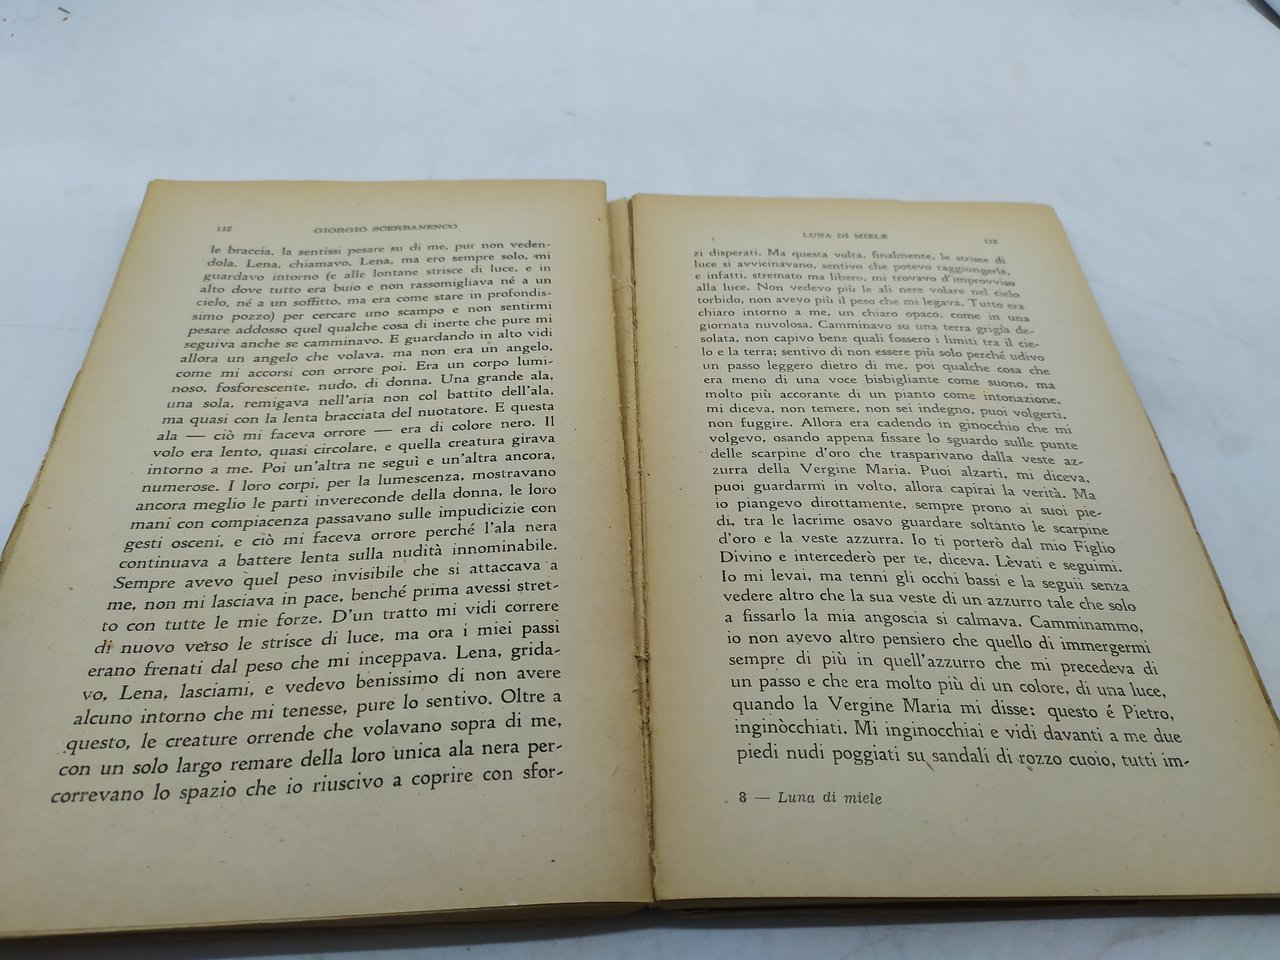 112
GIORGIO SCERBANENCO
le braccia, la sentissi pesare su di me, pur non veden-
dola. Lena, chiamavo. Lena, ma ero sempre solo, mi
guardavo intorno (e alle lontane strisce di luce, e in
alto dove tutto era buio e non rassomigliava né a un
cielo, né a un soffitto, ma era come stare in profondis-
simo pozzo) per cercare uno scampo e non sentirmi
pesare addosso quel qualche cosa di inerte che pure mi
seguiva anche se camminavo. E guardando in alto vidi
allora un angelo che volava, ma non era un angelo,
come mi accorsi con orrore poi. Era un corpo lumi-
noso, fosforescente, nudo, di donna. Una grande ala,
una sola, remigava nell'aria non col battito dell'ala,
ma quasi con la lenta bracciata del nuotatore. E questa
ala — ciò mi faceva orrore — era di colore nero. Il
volo era lento, quasi circolare, e quella creatura girava
intorno a me. Poi un'altra ne seguì e un'altra ancora,
numerose. I loro corpi, per la lumescenza, mostravano
ancora meglio le parti invereconde della donna, le loro
mani con compiacenza passavano sulle impudicizie con
gesti osceni, e ciò mi faceva orrore perché l'ala nera
continuava a battere lenta sulla nudità innominabile.
Sempre avevo quel peso invisibile che si attaccava a
me, non mi lasciava in pace, benché prima avessi stret-
to con tutte le mie forze. D'un tratto mi vidi correre
di nuovo verso le strisce di luce, ma ora i miei passi
erano frenati dal peso che mi inceppava. Lena, grida-
vo, Lena, lasciami, e vedevo benissimo di non avere
alcuno intorno che mi tenesse, pure lo sentivo. Oltre a
questo, le creature orrende che volavano sopra di me,
con un solo largo remare della loro unica ala nera per-
correvano lo spazio che io riuscivo a coprire con sfor-
LUNA DI MIELE
113
zi disperati. Ma questa volta, finalmente, le strisce di
luce si avvicinavano, sentivo che potevo raggiungerle,
e infatti, stremato ma libero, mi trovavo d'improvviso
alla luce. Non vedevo più le ali nere volare nel cielo
torbido, non avevo più il peso che mi legava. Tutto era
chiaro intorno a me, un chiaro opaco, come in una
giornata nuvolosa. Camminavo su una terra grigia de-
solata, non capivo bene quali fossero i limiti tra il cie-
lo e la terra; sentivo di non essere più solo perché udivo
un passo leggero dietro di me, poi qualche cosa che
era meno di una voce bisbigliante come suono, ma
molto più accorante di un pianto come intonazione,
mi diceva, non temere, non sei indegno, puoi volgerti,
non fuggire. Allora ero cadendo in ginocchio che mi
volgevo, osando appena fissare lo sguardo sulle punte
delle scarpine d'oro che trasparivano dalla veste az-
zurra della Vergine Maria. Puoi alzarti, mi diceva,
puoi guardarmi in volto, allora capirai la verità. Ma
io piangevo dirottamente, sempre prono ai suoi pie-
di, tra le lacrime osavo guardare soltanto le scarpine
d'oro e la veste azzurra. Io ti porterò dal mio Figlio
Divino e intercederò per te, diceva. Lèvati e seguimi.
Io mi levai, ma tenni gli occhi bassi e la seguii senza
vedere altro che la sua veste di un azzurro tale che solo
a fissarlo la mia angoscia si calmava. Camminammo,
io non avevo altro pensiero che quello di immergermi
sempre di più in quell'azzurro che mi precedeva di
un passo e che era molto più di un colore, di una luce,
quando la Vergine Maria mi disse: questo é Pietro,
inginòcchiati. Mi inginocchiai e vidi davanti a me due
piedi nudi poggiati su sandali di rozzo cuoio, tutti im-
8 — Luna di miele